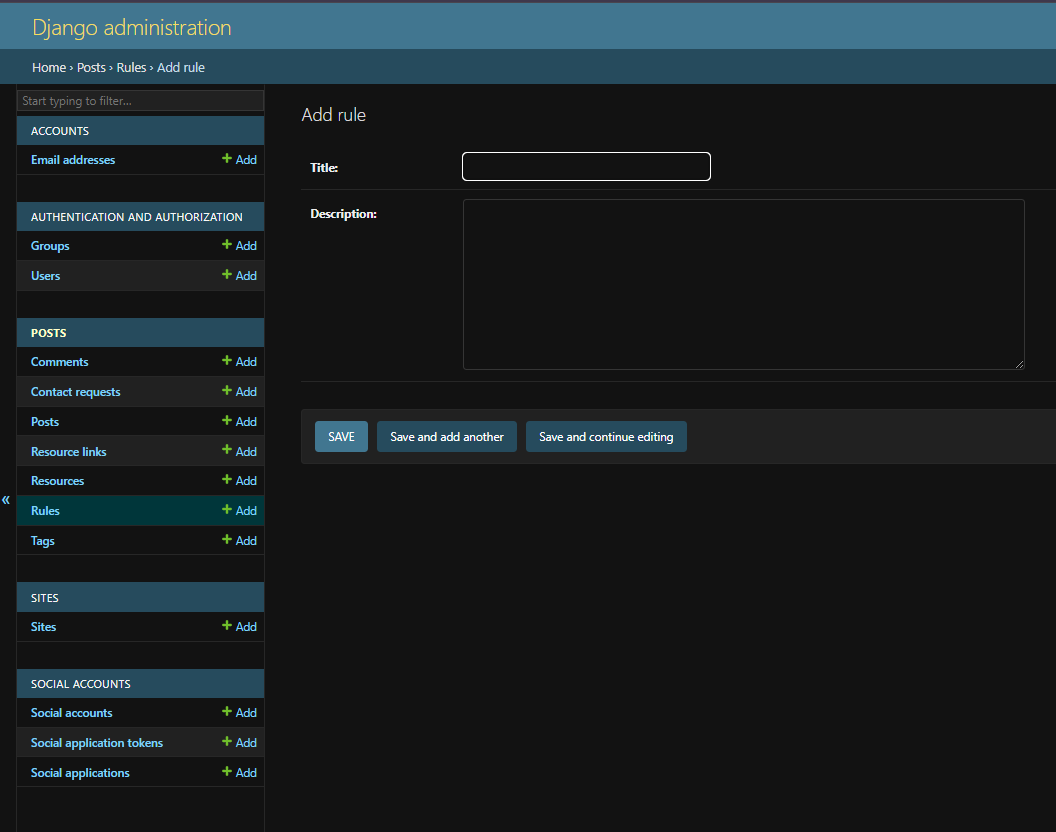 Django administration
Home › Posts › Rules › Add rule
Start typing to filter...
ACCOUNTS
Email addresses + Add
AUTHENTICATION AND AUTHORIZATION
Groups + Add
Users + Add
POSTS
Comments + Add
Contact requests + Add
Posts + Add
Resource links + Add
Resources + Add
Rules + Add
Tags + Add
SITES
Sites + Add
SOCIAL ACCOUNTS
Social accounts + Add
Social application tokens + Add
Social applications + Add
«
Add rule
Title:
Description:
SAVE Save and add another Save and continue editing